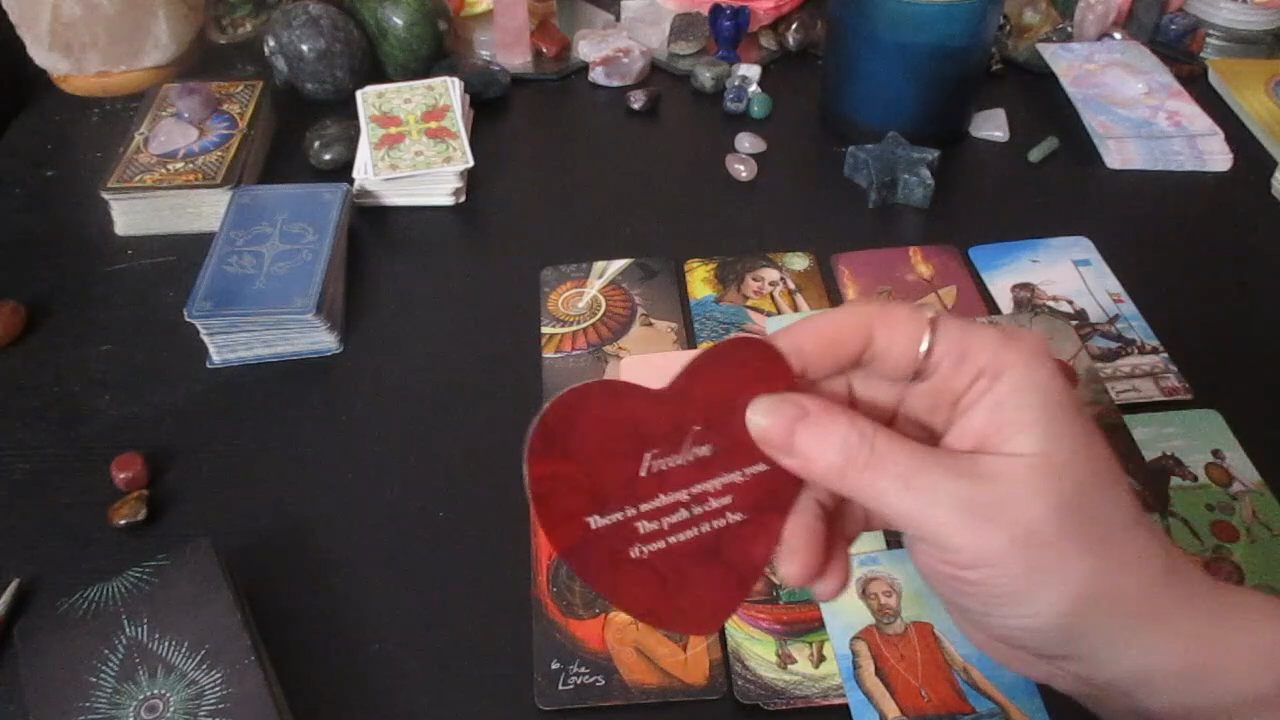 Freedom
There is nothing stopping you.
The path is clear
if you want it to be.
6. the
Lovers